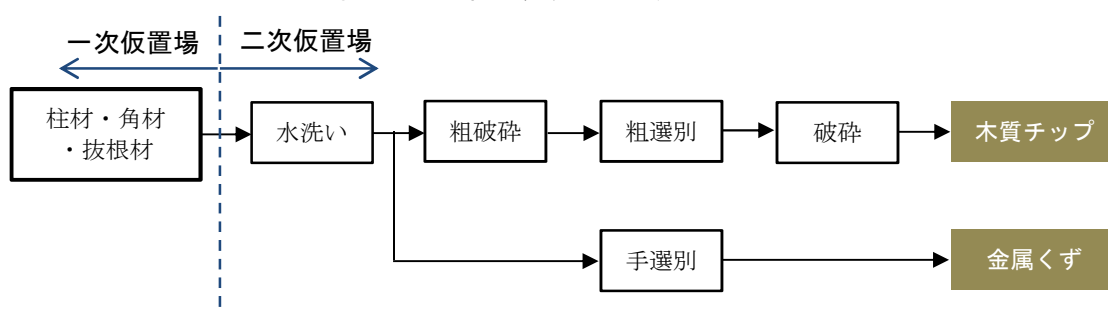 一次仮置場
二次仮置場
柱材・角材
・抜根材
水洗い
粗破砕
粗選別
破砕
木質チップ
手選別
金属くず